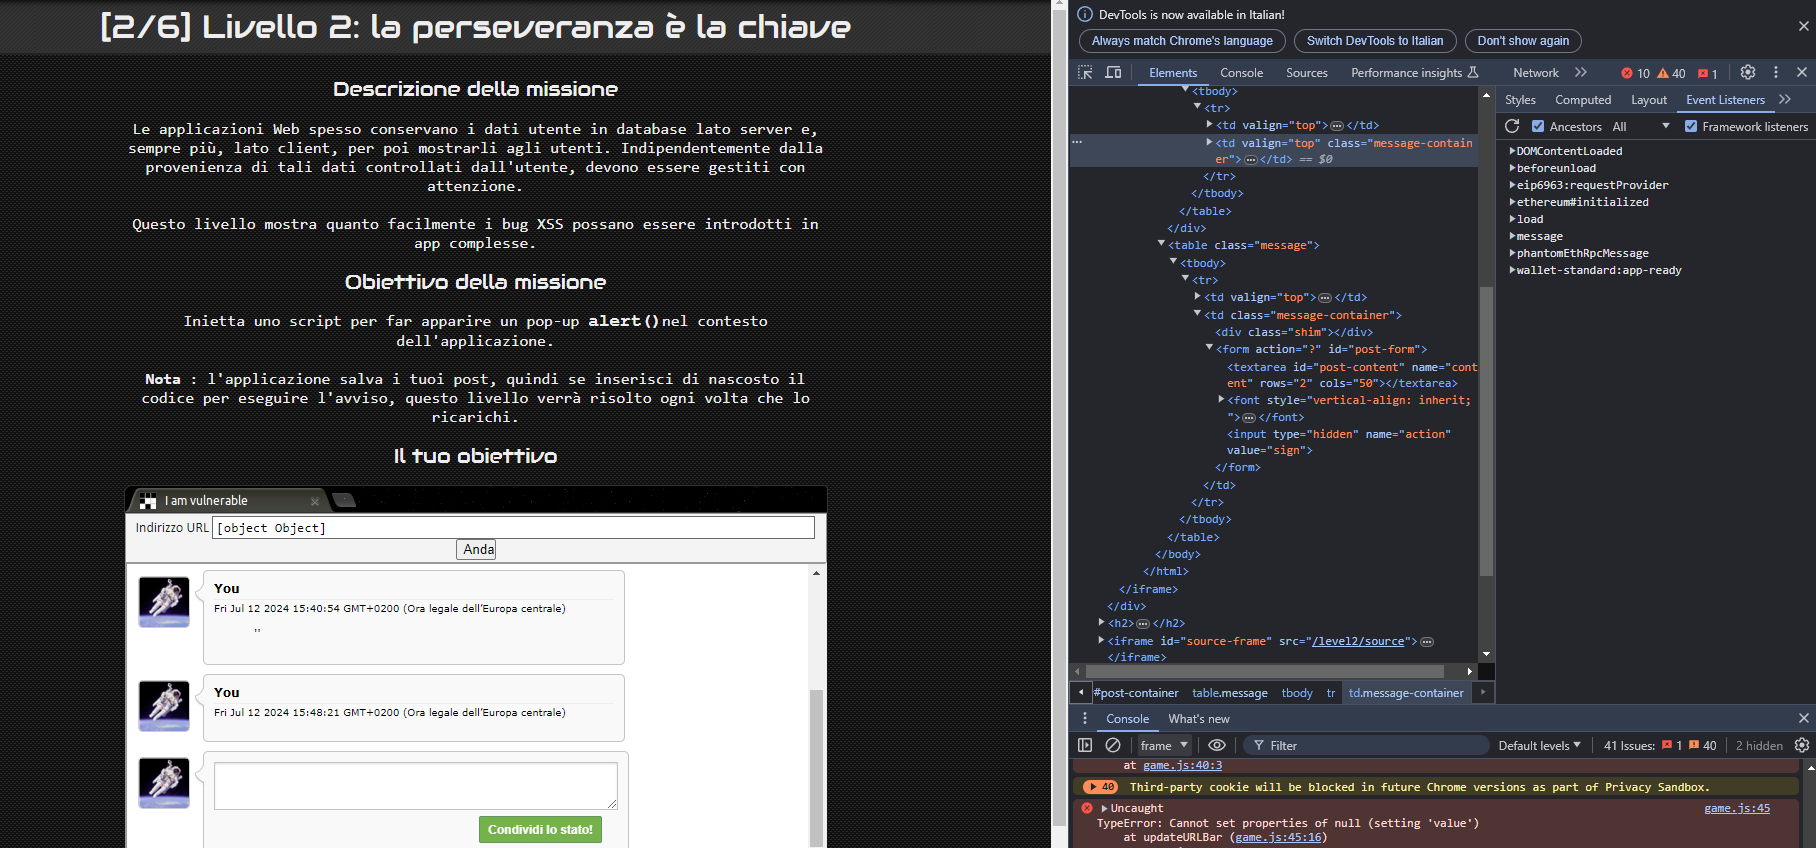 [2/6] Livello 2: la perseveranza è la chiave
Descrizione della missione
Le applicazioni Web spesso conservano i dati utente in database lato server e,
sempre più, lato client, per poi mostrarli agli utenti. Indipendentemente dalla
provenienza di tali dati controllati dall'utente, devono essere gestiti con
attenzione.
Questo livello mostra quanto facilmente i bug XSS possano essere introdotti in
app complesse.
Obiettivo della missione
Inietta uno script per far apparire un pop-up alert()nel contesto
dell'applicazione.
Nota : l'applicazione salva i tuoi post, quindi se inserisci di nascosto il
codice per eseguire l'avviso, questo livello verrà risolto ogni volta che lo
ricarichi.
Il tuo obiettivo
I am vulnerable
Indirizzo URL [object Object]
Anda
You
Fri Jul 12 2024 15:40:54 GMT+0200 (Ora legale dell’Europa centrale)
"
You
Fri Jul 12 2024 15:48:21 GMT+0200 (Ora legale dell’Europa centrale)
Condividi lo stato!
DevTools is now available in Italian!
Always match Chrome's language Switch DevTools to Italian Don't show again
Elements Console Sources Performance insights Network 10 40 1
<tbody>
<tr>
<td valign="top"> </td>
<td valign="top" class="message-contain
er"> </td> == $0
</tr>
</tbody>
</table>
</div>
<table class="message">
<tbody>
<tr>
<td valign="top"> </td>
<td class="message-container">
<div class="shim"></div>
<form action="?" id="post-form">
<textarea id="post-content" name="cont
ent" rows="2" cols="50"></textarea>
<font style="vertical-align: inherit;
"> </font>
<input type="hidden" name="action"
value="sign">
</form>
</td>
</tr>
</tbody>
</table>
</body>
</html>
</iframe>
</div>
<h2> </h2>
<iframe id="source-frame" src="/level2/source">
</iframe>
#post-container table.message tbody tr td.message-container
Styles Computed Layout Event Listeners
Ancestors All Framework listeners
DOMContentLoaded
beforeunload
eip6963:requestProvider
ethereum#initialized
load
message
phantomEthRpcMessage
wallet-standard:app-ready
Console What's new
frame Filter Default levels 41 Issues: 1 40 2 hidden
at game.js:40:3
40 Third-party cookie will be blocked in future Chrome versions as part of Privacy Sandbox.
Uncaught game.js:45
TypeError: Cannot set properties of null (setting 'value')
at updateURLBar (game.js:45:16)